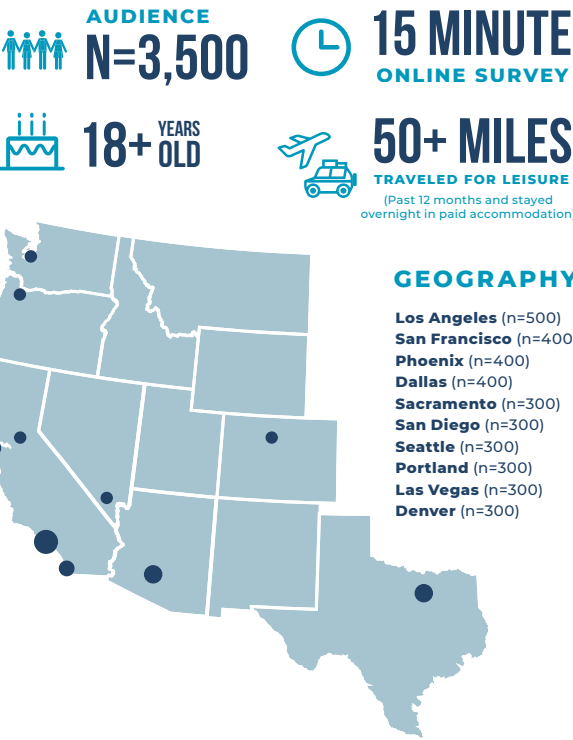 AUDIENCE
N=3,500
15 MINUTE
ONLINE SURVEY
18+ YEARS OLD
50+ MILES
TRAVELED FOR LEISURE
(Past 12 months and stayed
overnight in paid accommodation)
GEOGRAPHY
Los Angeles (n=500)
San Francisco (n=400
Phoenix (n=400)
Dallas (n=400)
Sacramento (n=300)
San Diego (n=300)
Seattle (n=300)
Portland (n=300)
Las Vegas (n=300)
Denver (n=300)